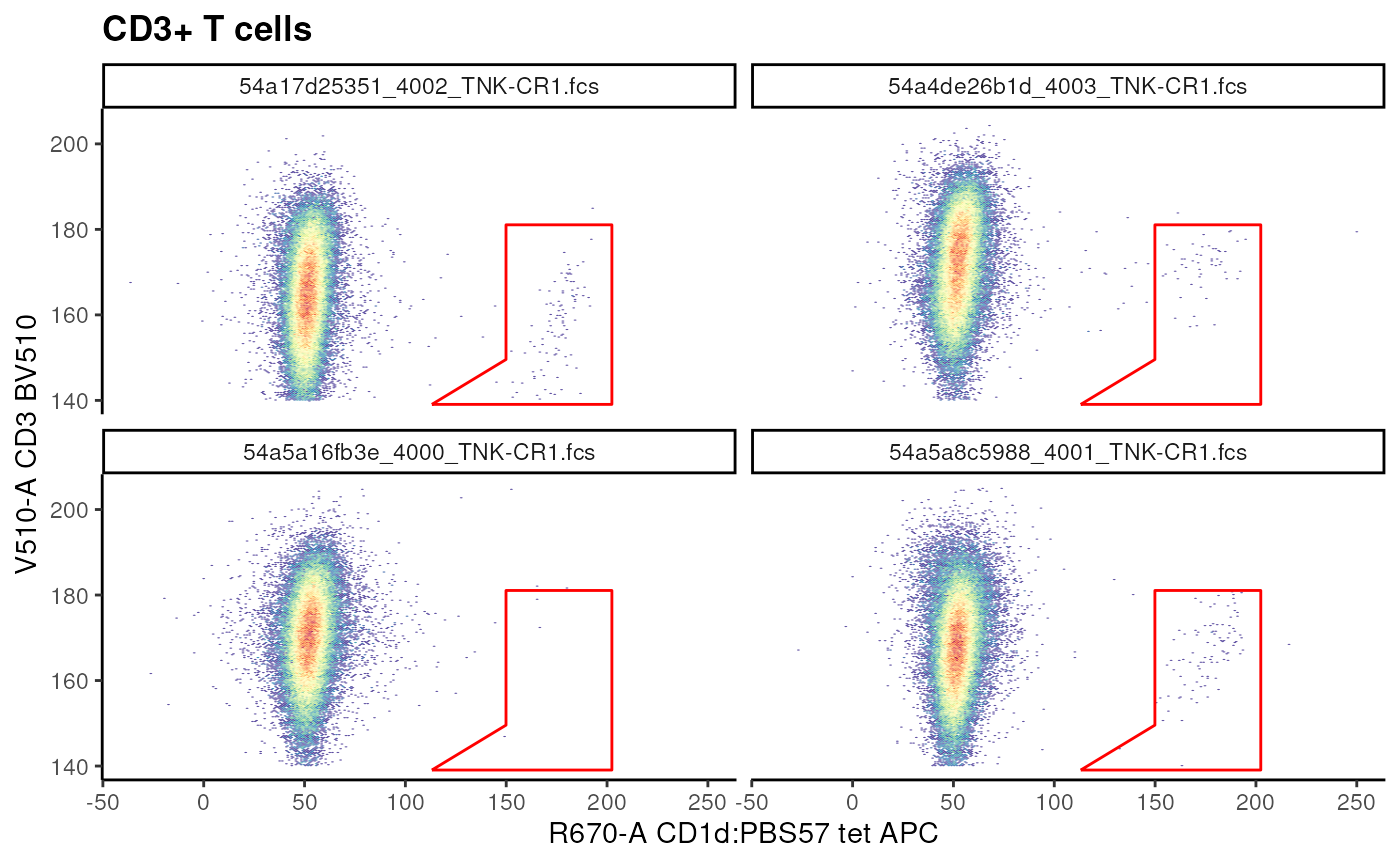 CD3+ T cells
54a17d25351_4002_TNK-CR1.fcs
54a4de26b1d_4003_TNK-CR1.fcs
200
180
160
140
54a5a16fb3e_4000_TNK-CR1.fcs
54a5a8c5988_4001_TNK-CR1.fcs
200
180
160
140
V510-A CD3 BV510
-50 0 50 100 150 200 250 -50 0 50 100 150 200 250
R670-A CD1d:PBS57 tet APC